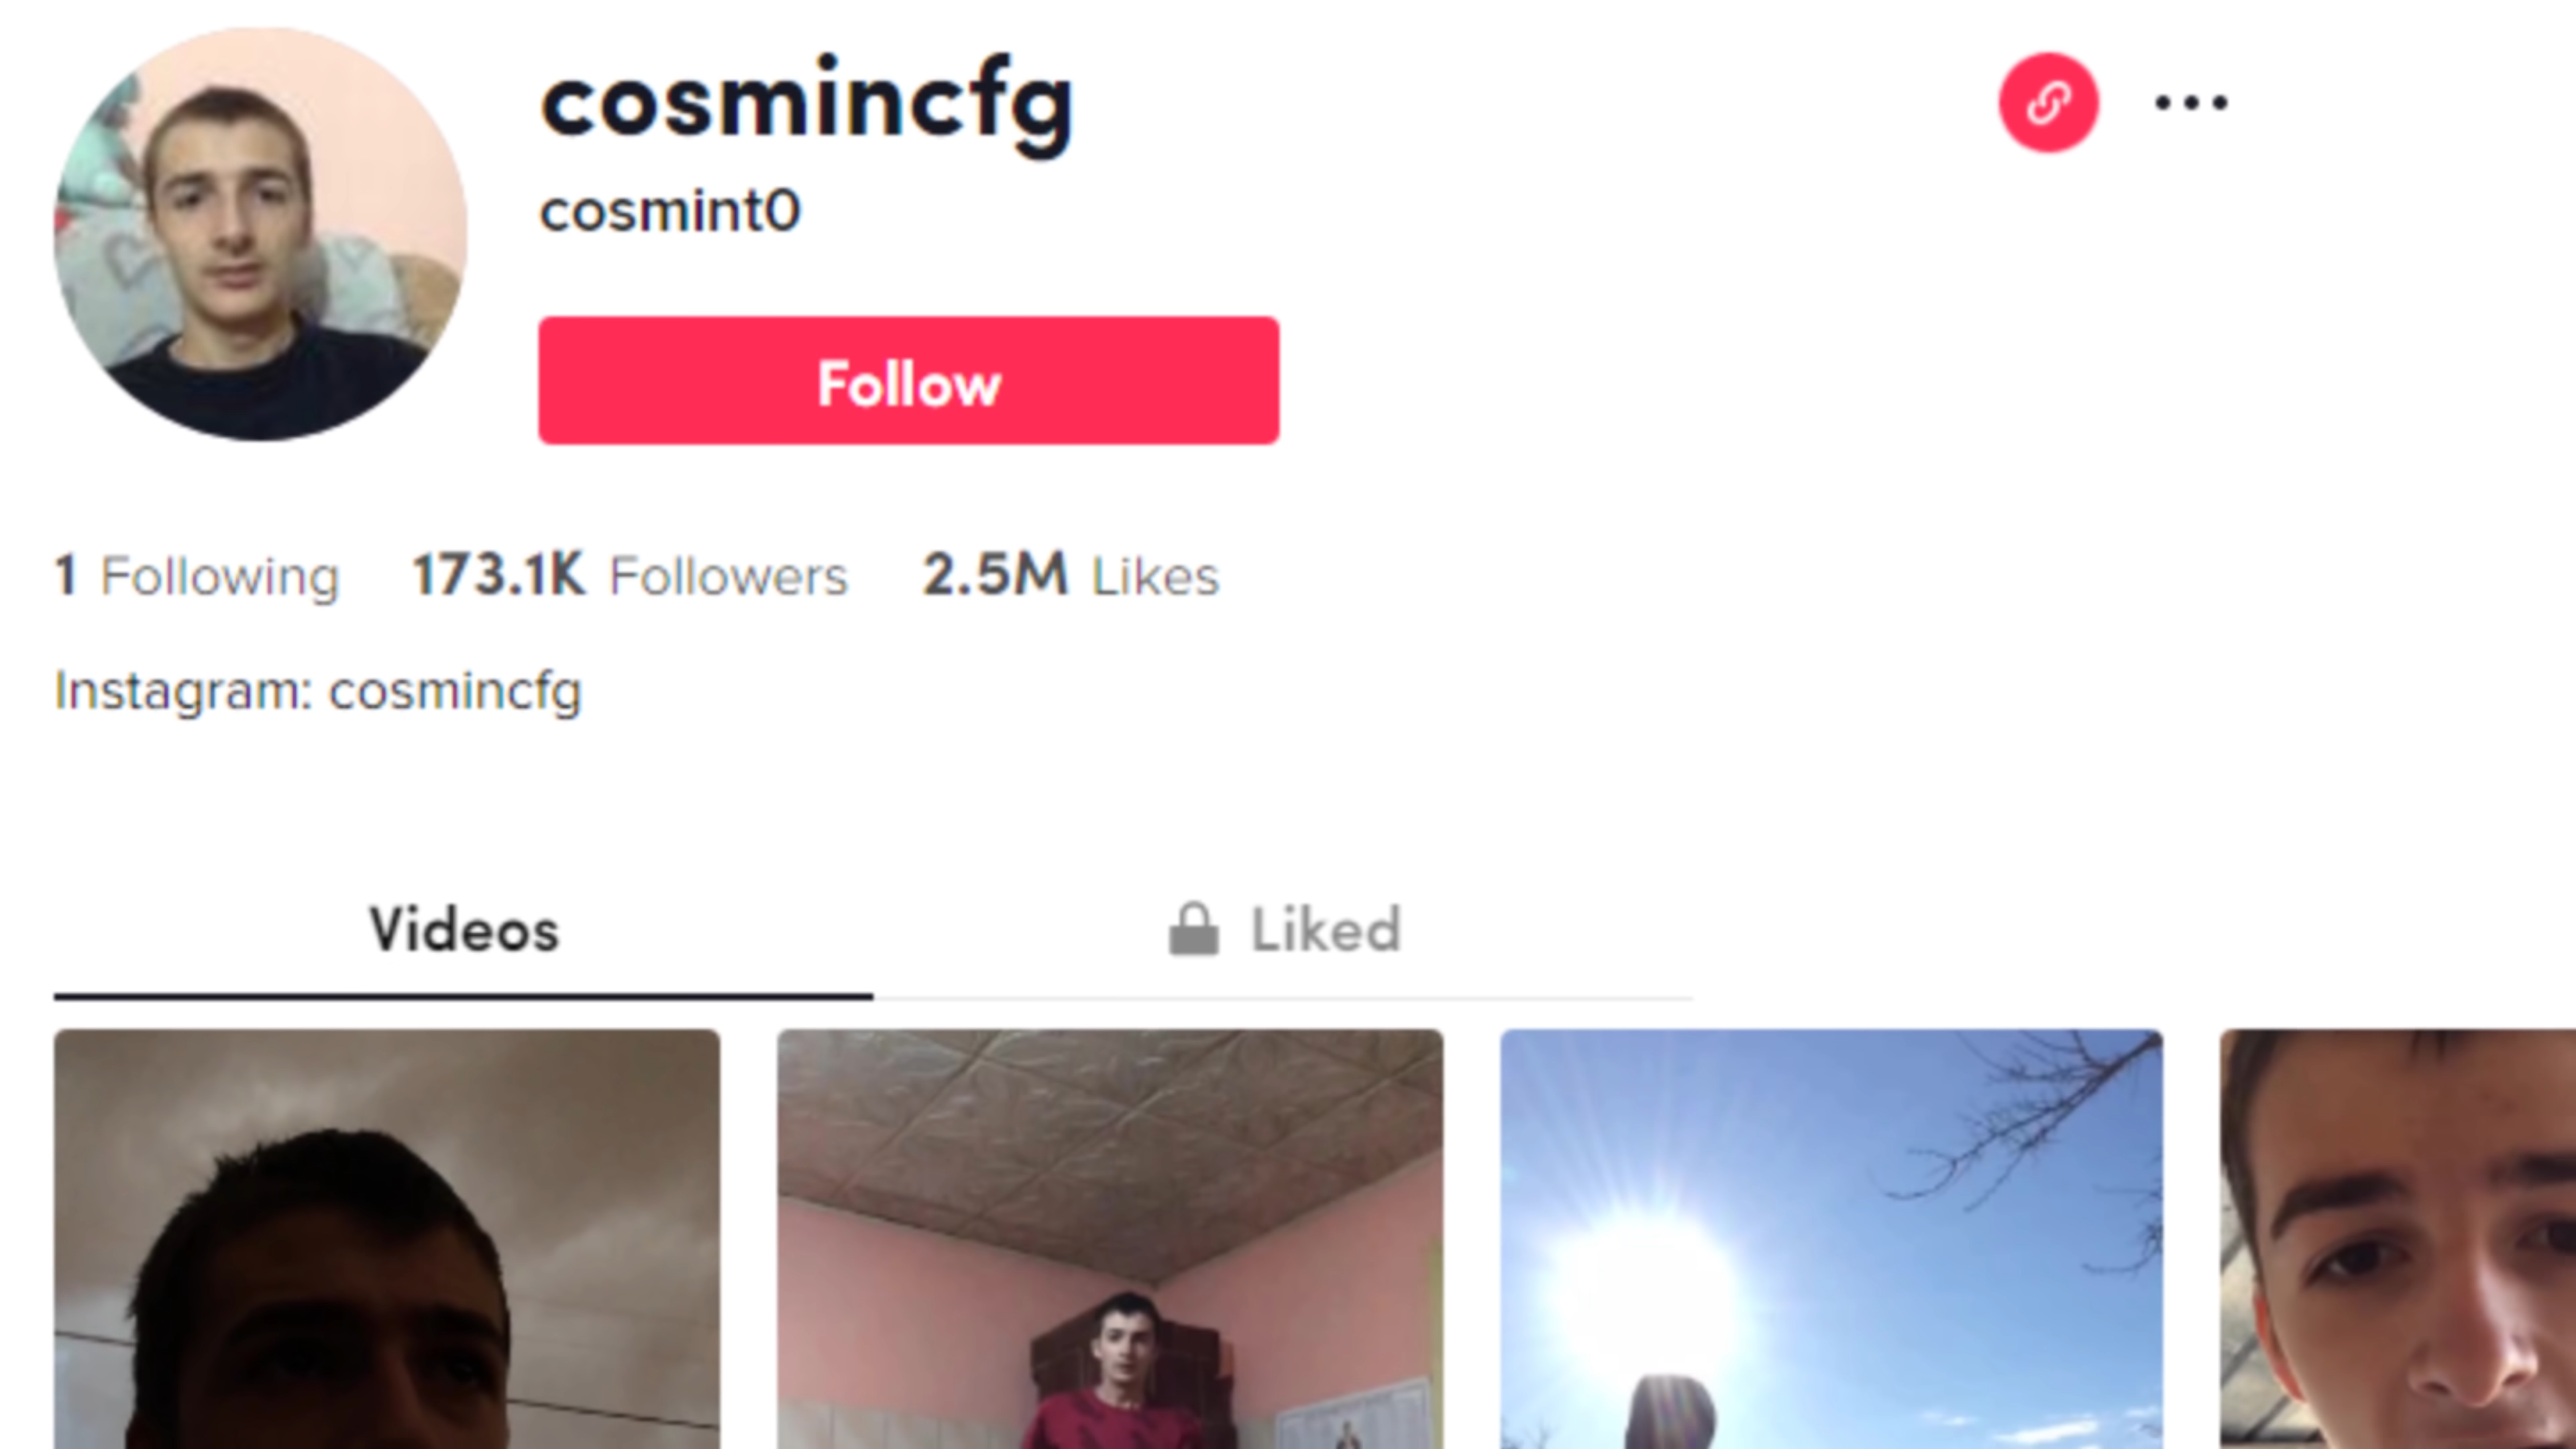 cosmincfg
cosmint0
Follow
1 Following 173.1K Followers 2.5M Likes
Instagram: cosmincfg
Videos Liked